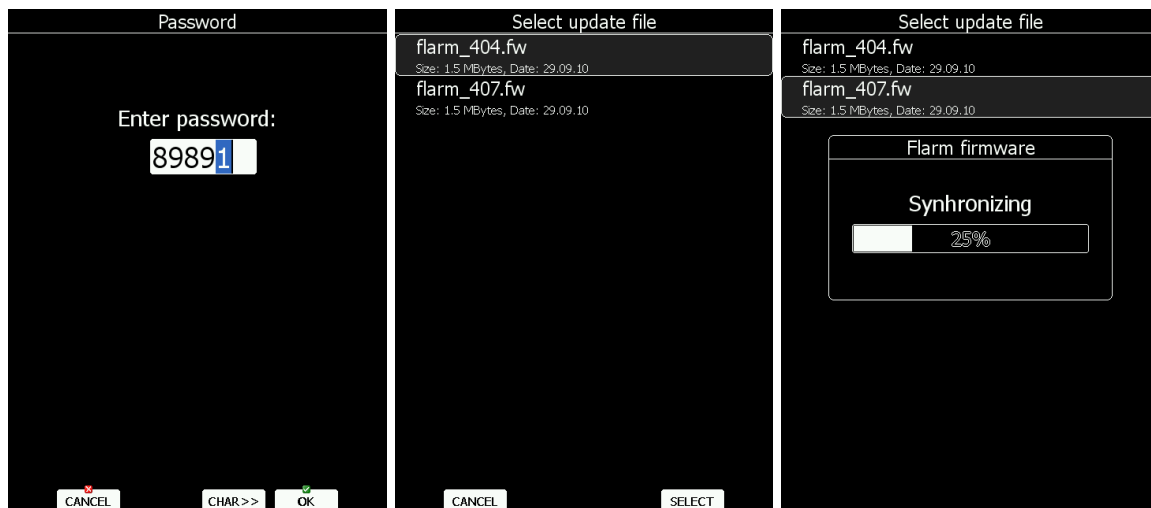 Password
Enter password:
89891
CANCEL
CHAR>>
OK
Select update file
flarm_404.fw
Size: 1.5 MBytes, Date: 29.09.10
flarm_407.fw
Size: 1.5 MBytes, Date: 29.09.10
CANCEL
SELECT
Select update file
flarm_404.fw
Size: 1.5 MBytes, Date: 29.09.10
flarm_407.fw
Size: 1.5 MBytes, Date: 29.09.10
Flarm firmware
Synhronizing
25%